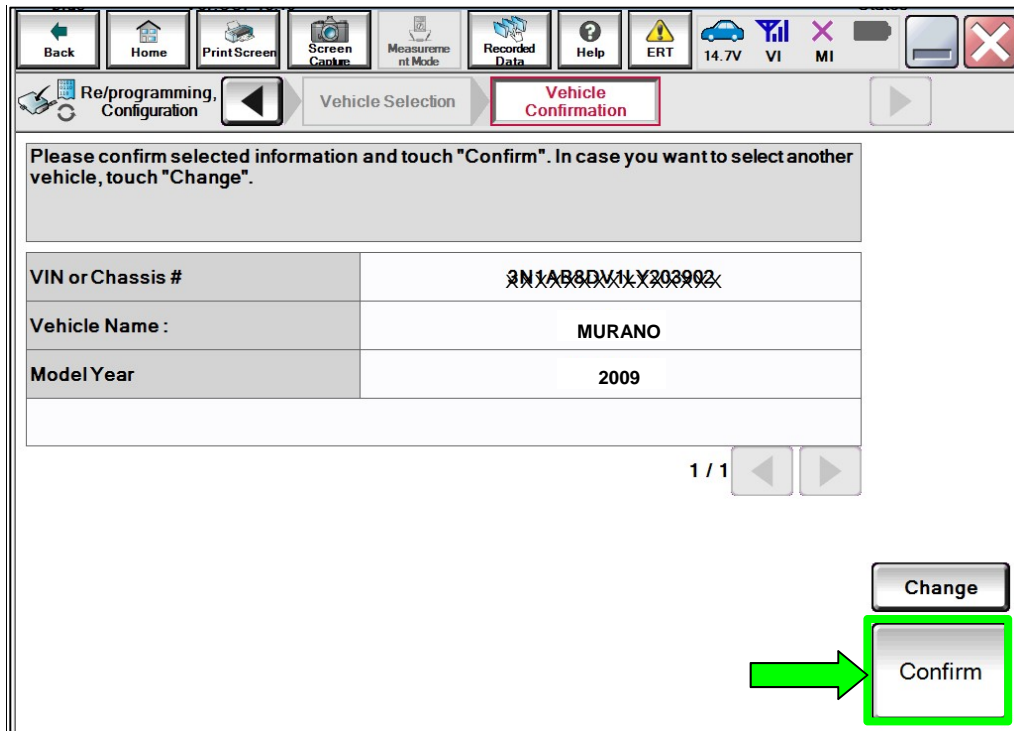 Back
Home
Print Screen
Screen Capture
Measureme nt Mode
Recorded Data
Help
ERT
14.7V
VI
MI
Re/programming, Configuration
Vehicle Selection
Vehicle Confirmation
Please confirm selected information and touch "Confirm". In case you want to select another
vehicle, touch "Change".
VIN or Chassis #
Vehicle Name :
MURANO
Model Year
2009
1 / 1
Change
Confirm